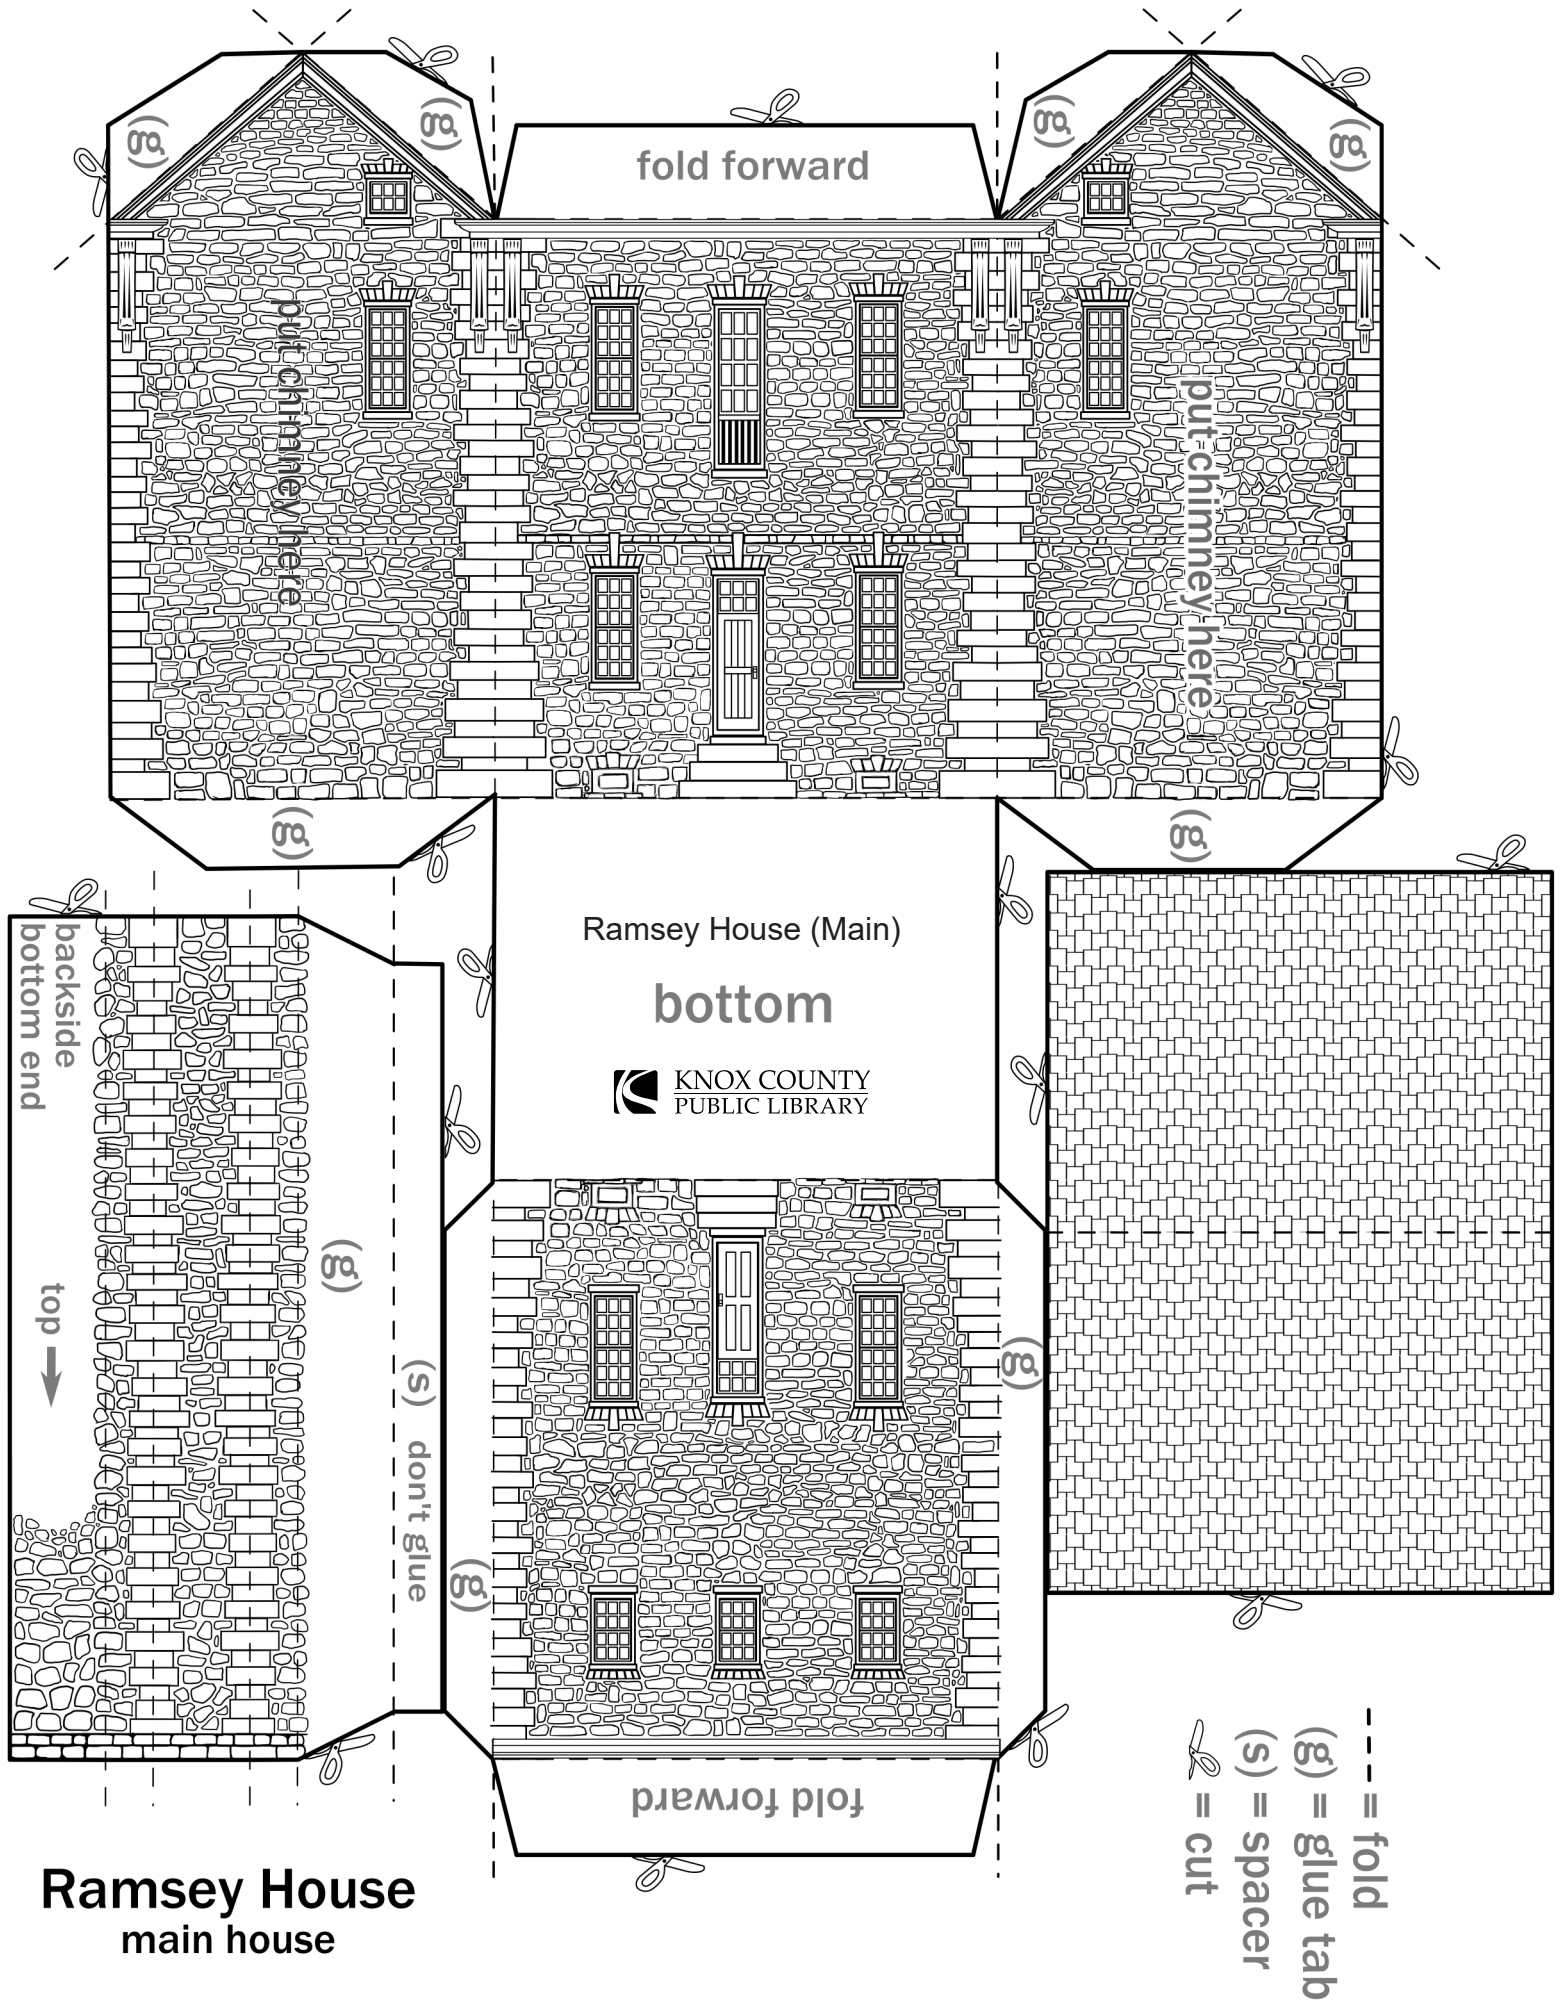 (g)
(g)
fold forward
(g)
(g)
put chimney here
put chimney here
(g)
(g)
Ramsey House (Main)
bottom
KNOX COUNTY
PUBLIC LIBRARY
backside
bottom end
top
(g)
(s) don't glue
(g)
(g)
fold forward
= fold
(g) = glue tab
(s) = spacer
= cut
Ramsey House
main house